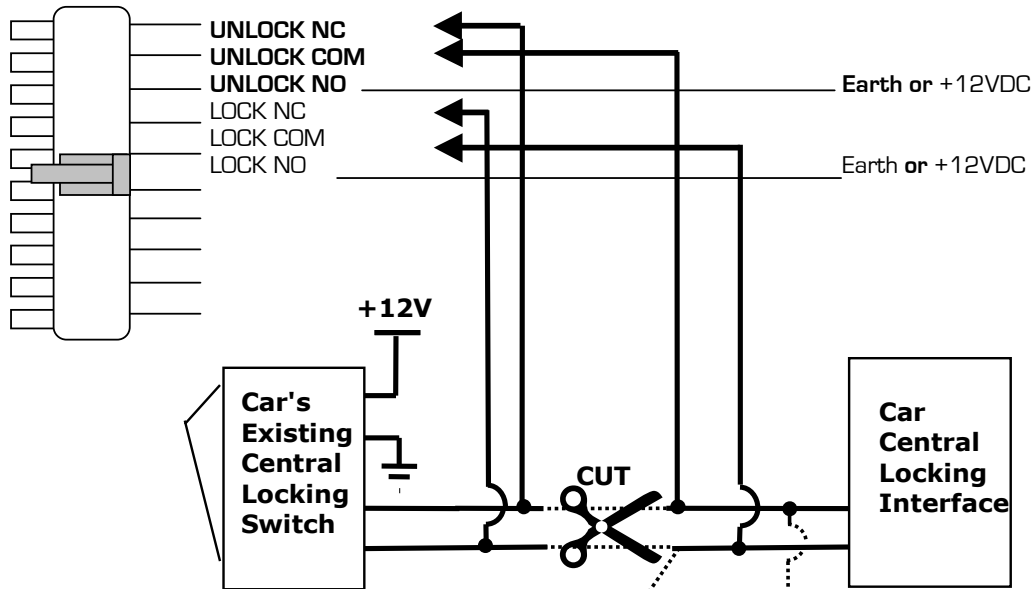 UNLOCK NC
UNLOCK COM
UNLOCK NO
Earth or +12VDC
LOCK NC
LOCK COM
LOCK NO
Earth or +12VDC
+12V
Car's
Existing
Central
Locking
Switch
CUT
Car
Central
Locking
Interface